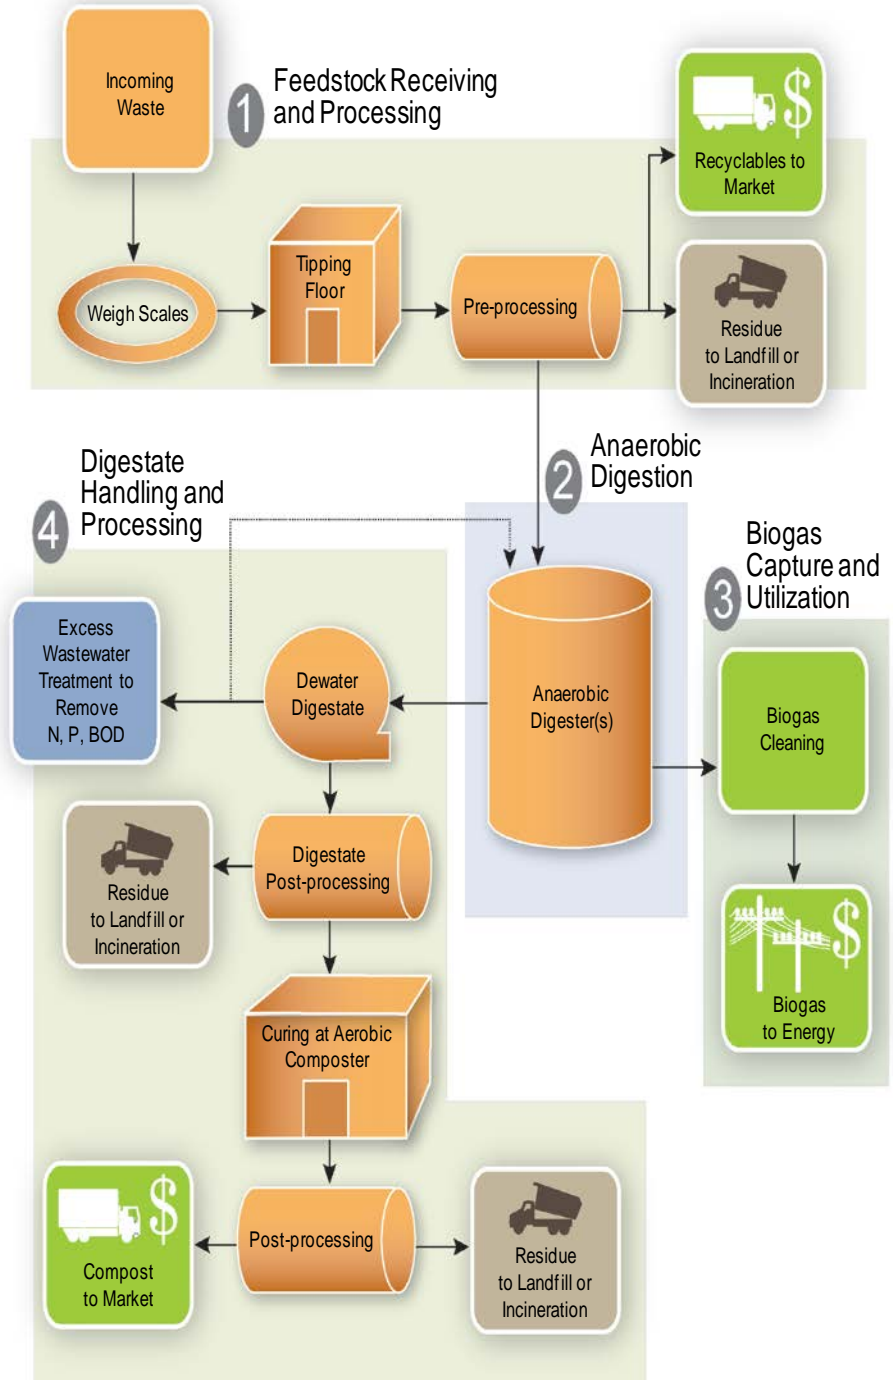 Incoming
Waste
1
Feedstock Receiving
and Processing
$
Recyclables to
Market
Weigh Scales
Tipping
Floor
Pre-processing
Residue
to Landfill or
Incineration
2
Anaerobic
Digestion
Anaerobic
Digester(s)
3
Biogas
Capture and
Utilization
Biogas
Cleaning
$
Biogas
to Energy
4
Digestate
Handling and
Processing
Excess
Wastewater
Treatment to
Remove
N, P, BOD
Dewater
Digestate
Digestate
Post-processing
Residue
to Landfill or
Incineration
Curing at Aerobic
Composter
Post-processing
$
Compost
to Market
Residue
to Landfill or
Incineration